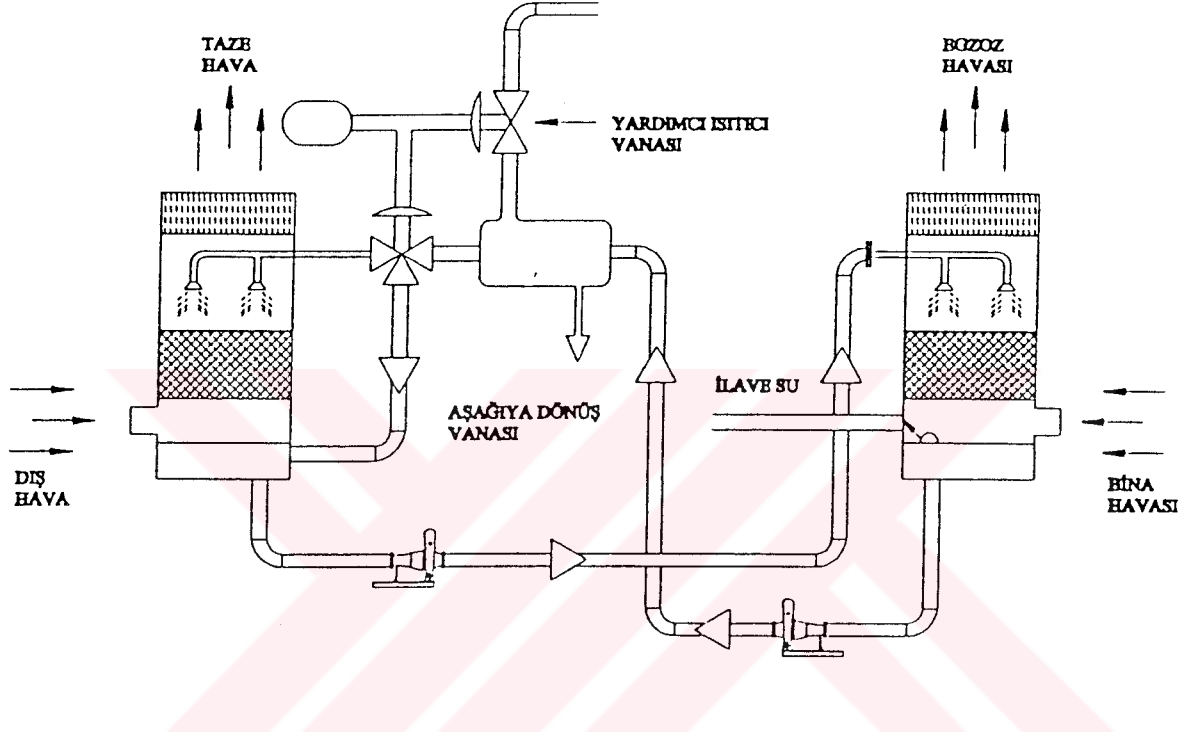 TAZE
HAVA
BOZOZ
HAVASI
YARDIMCI ISITICI
VANASI
İLAVE SU
AŞAĞIYA DÖNÜŞ
VANASI
DIŞ
HAVA
BİNA
HAVASI